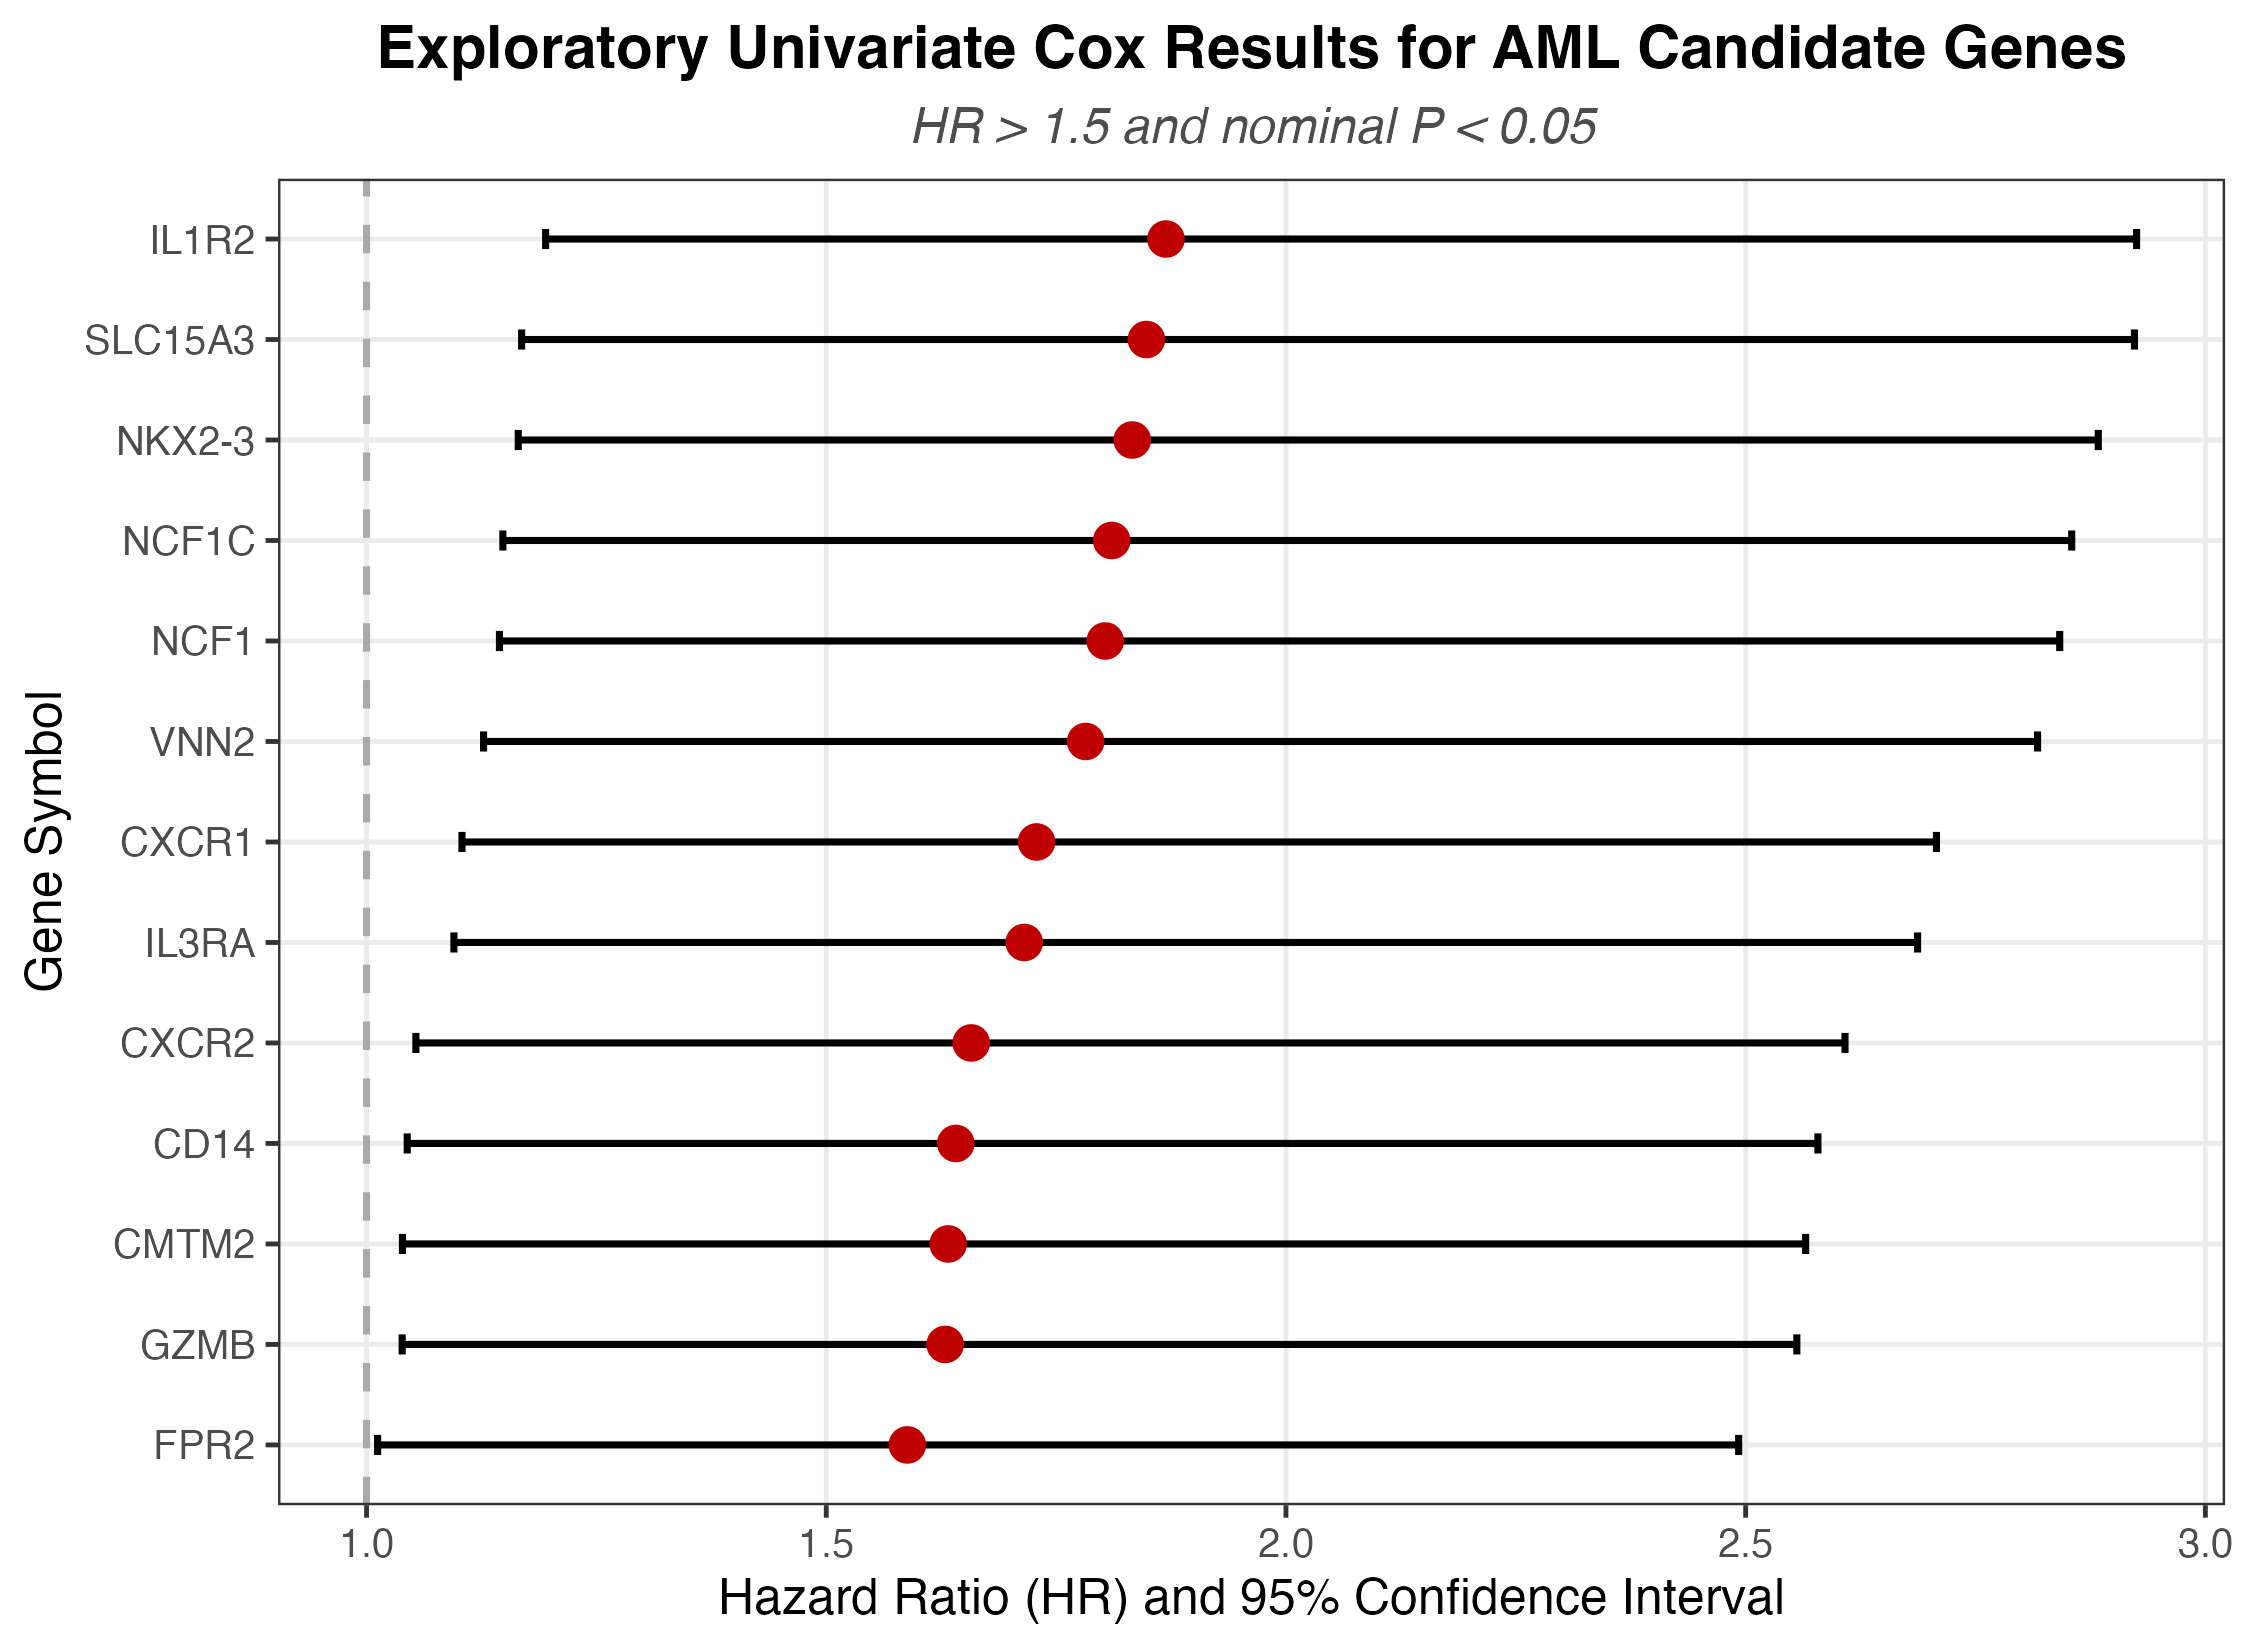 Exploratory Univariate Cox Results for AML Candidate Genes
HR > 1.5 and nominal P < 0.05
Gene Symbol
IL1R2
SLC15A3
NKX2-3
NCF1C
NCF1
VNN2
CXCR1
IL3RA
CXCR2
CD14
CMTM2
GZMB
FPR2
1.0 1.5 2.0 2.5 3.0
Hazard Ratio (HR) and 95% Confidence Interval